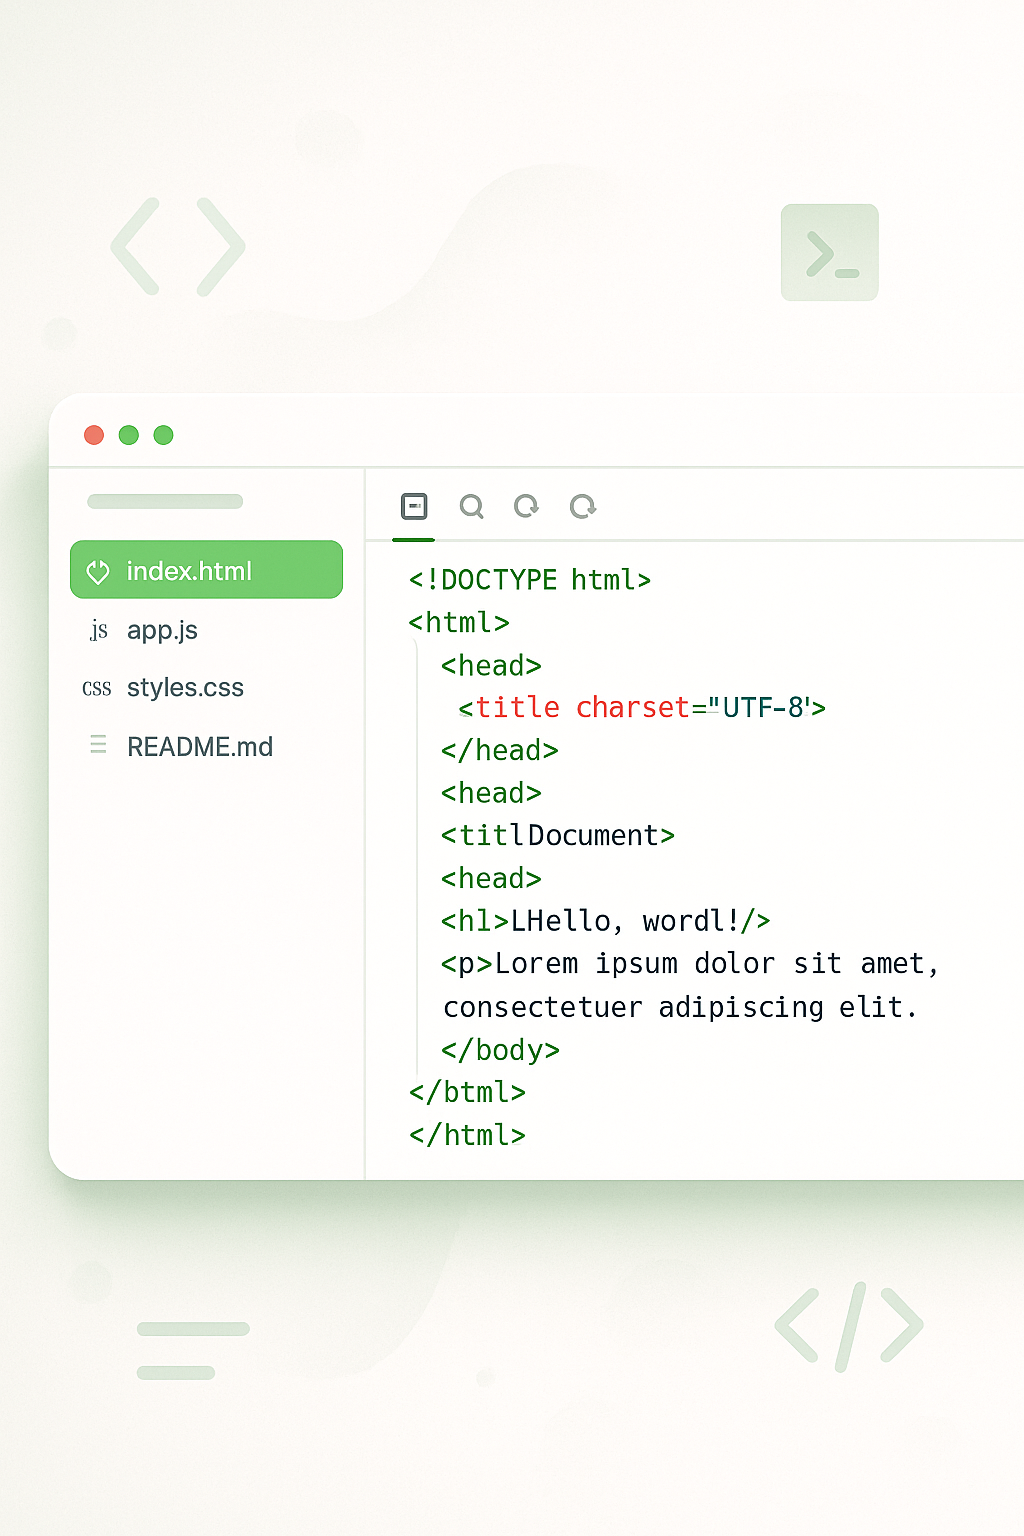 index.html
js app.js
css styles.css
README.md
<!DOCTYPE html>
<html>
<head>
<title charset="UTF-8'>
</head>
<head>
<titlDocument>
<head>
<hl>LHello, wordl!/>
<p>Lorem ipsum dolor sit amet,
consectetuer adipiscing elit.
</body>
</btml>
</html>